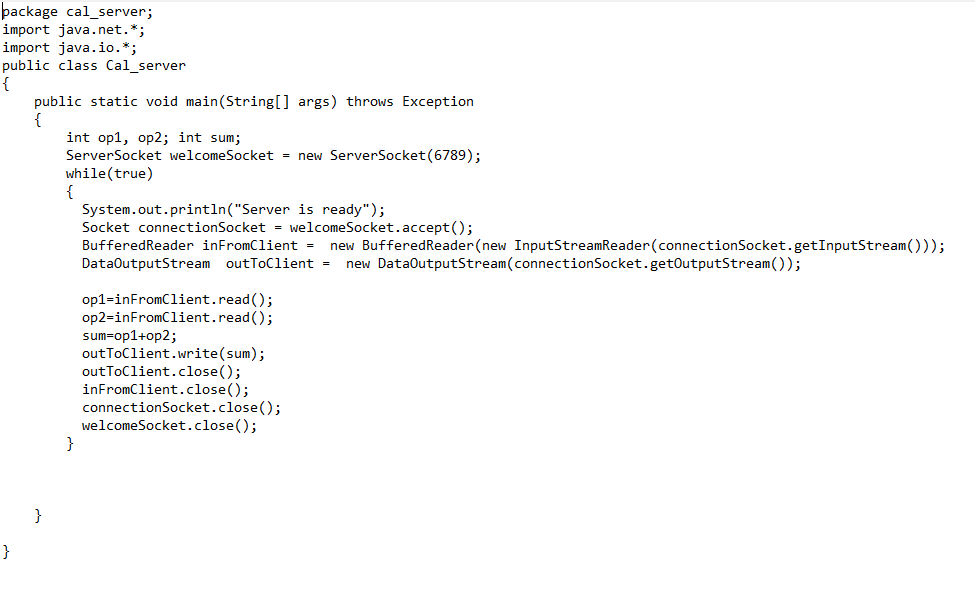 package cal_server;
import java.net.*;
import java.io.*;
public class Cal_server
{
    public static void main(String[] args) throws Exception
    {
        int op1, op2; int sum;
        ServerSocket welcomeSocket = new ServerSocket(6789);
        while(true)
        {
          System.out.println("Server is ready");
          Socket connectionSocket = welcomeSocket.accept();
          BufferedReader inFromClient =  new BufferedReader(new InputStreamReader(connectionSocket.getInputStream()));
          DataOutputStream  outToClient =  new DataOutputStream(connectionSocket.getOutputStream());

          op1=inFromClient.read();
          op2=inFromClient.read();
          sum=op1+op2;
          outToClient.write(sum);
          outToClient.close();
          inFromClient.close();
          connectionSocket.close();
          welcomeSocket.close();
        }

    }

}